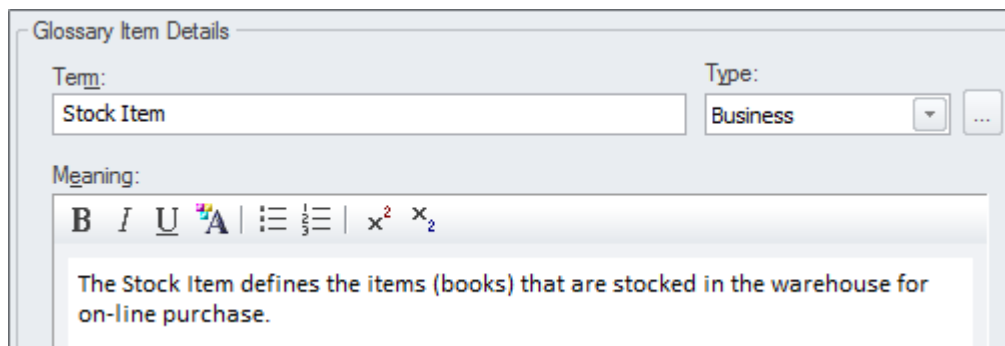 Glossary Item Details
Term: Type:
Stock Item Business ...
Meaning:
B I U A x² x₂
The Stock Item defines the items (books) that are stocked in the warehouse for
on-line purchase.